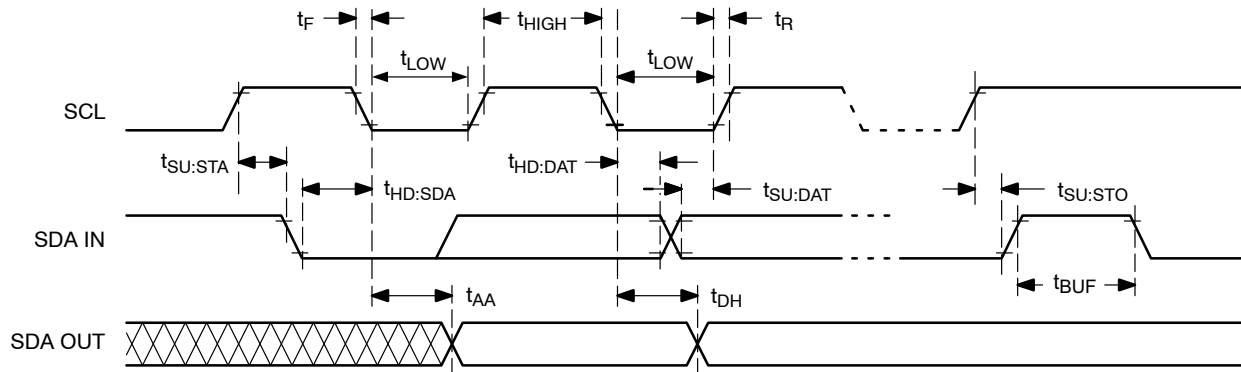 tF
tHIGH
tR
tLOW
tLOW
SCL
tSU:STA
tHD:DAT
tHD:SDA
tSU:DAT
tSU:STO
SDA IN
tBUF
tAA
tDH
SDA OUT